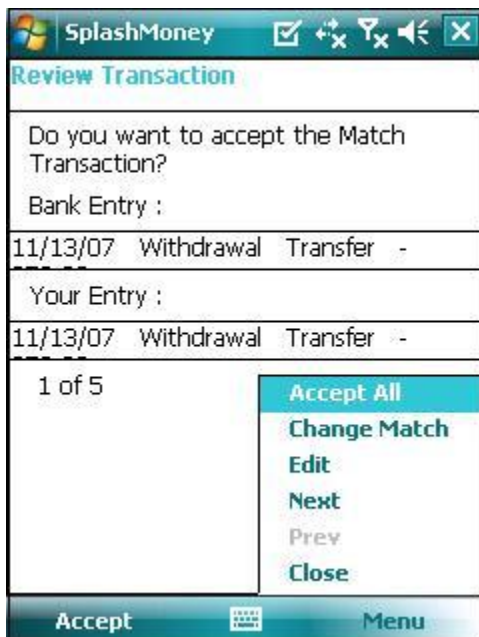 SplashMoney
Review Transaction
Do you want to accept the Match
Transaction?
Bank Entry :
11/13/07 Withdrawal Transfer -
Your Entry :
11/13/07 Withdrawal Transfer -
1 of 5
Accept All
Change Match
Edit
Next
Prev
Close
Accept
Menu